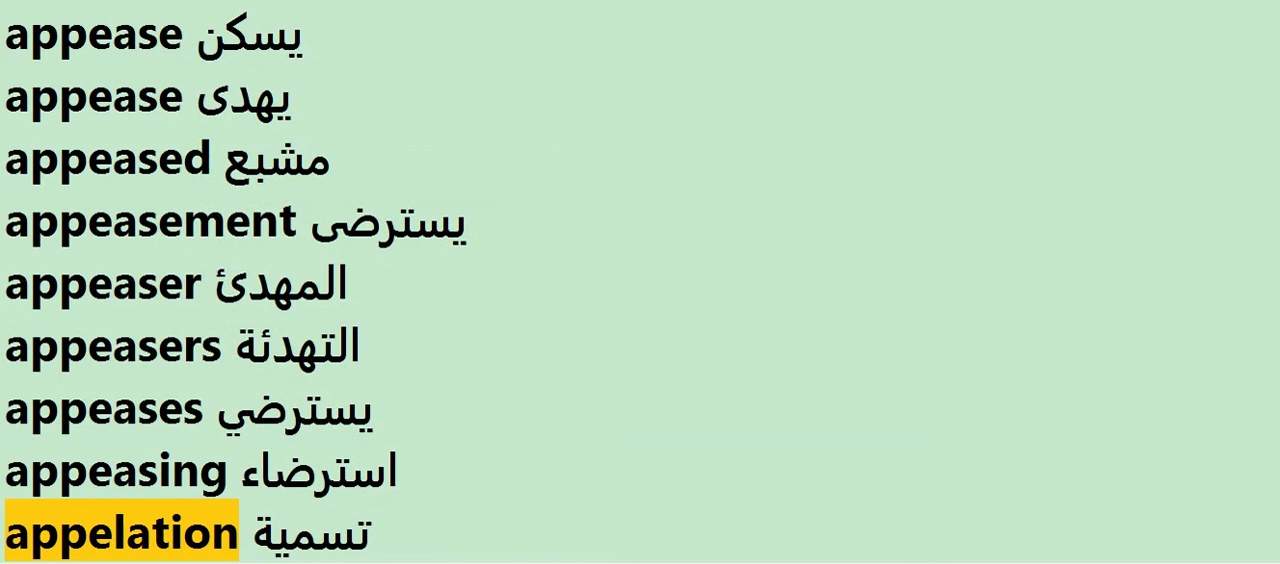 appease يسكن
appease يهدى
appeased مشبع
appeasement يسترضى
appeaser المهدئ
appeasers التهدئة
appeases يسترضي
appeasing استرضاء
appelation تسمية